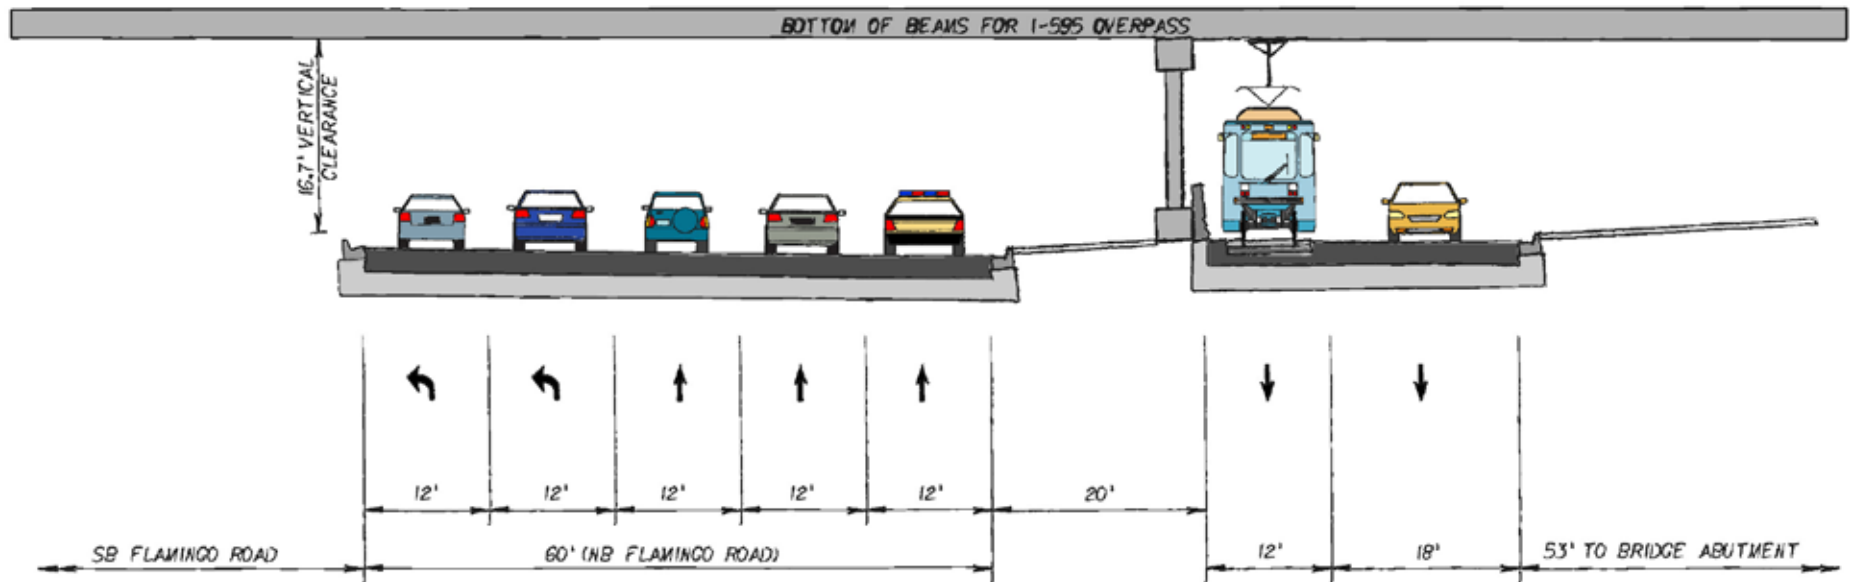 BOTTOM OF BEAMS FOR I-595 OVERPASS
16.7' VERTICAL
CLEARANCE
12' 12' 12' 12' 12' 20'
SB FLAMINGO ROAD 60' (NB FLAMINGO ROAD) 12' 18' 53' TO BRIDGE ABUTMENT